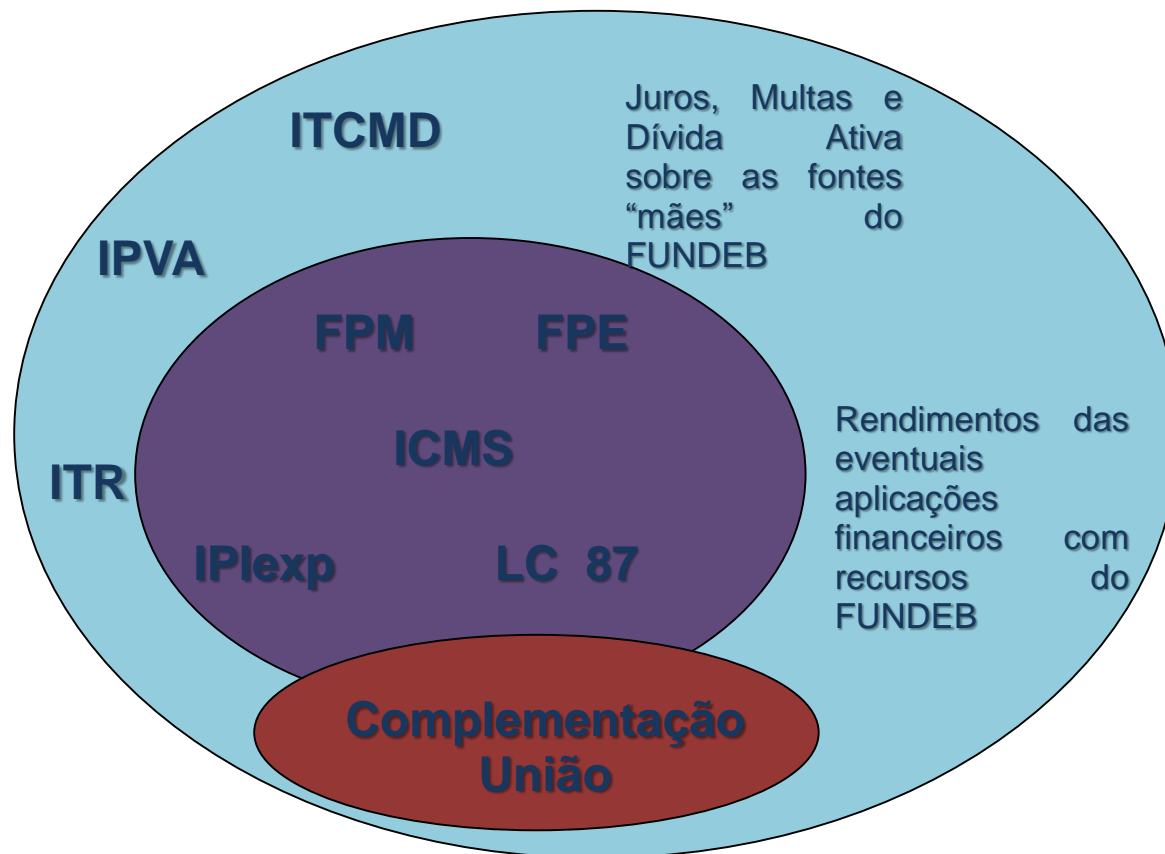 ITCMD
Juros, Multas e
Dívida Ativa
sobre as fontes
“mães” do
FUNDEB
IPVA
FPM FPE
ICMS
Rendimentos das
eventuais
aplicações
financeiros com
recursos do
FUNDEB
ITR
IPIexp LC 87
Complementação
União